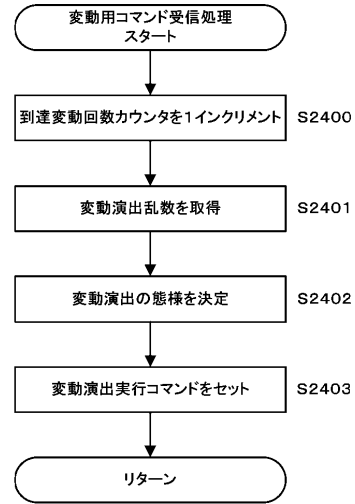 変動用コマンド受信処理
スタート
到達変動回数カウンタを1インクリメント S2400
変動演出乱数を取得 S2401
変動演出の態様を決定 S2402
変動演出実行コマンドをセット S2403
リターン